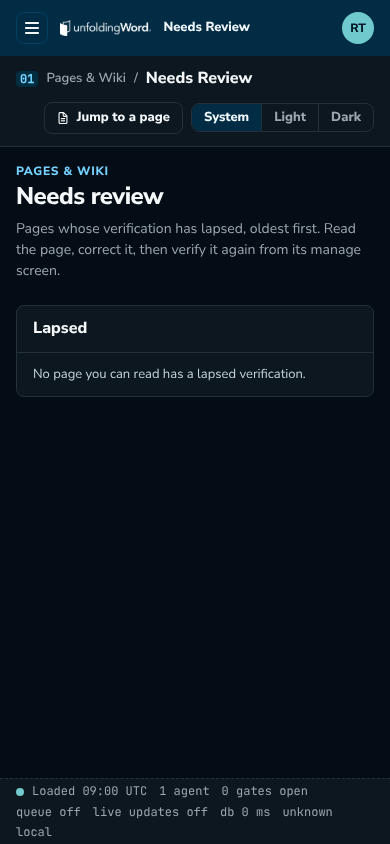 unfoldingWord. Needs Review RT
01 Pages & Wiki / Needs Review
Jump to a page System Light Dark
PAGES & WIKI
Needs review
Pages whose verification has lapsed, oldest first. Read
the page, correct it, then verify it again from its manage
screen.
Lapsed
No page you can read has a lapsed verification.
Loaded 09:00 UTC 1 agent 0 gates open
queue off live updates off db 0 ms unknown
local